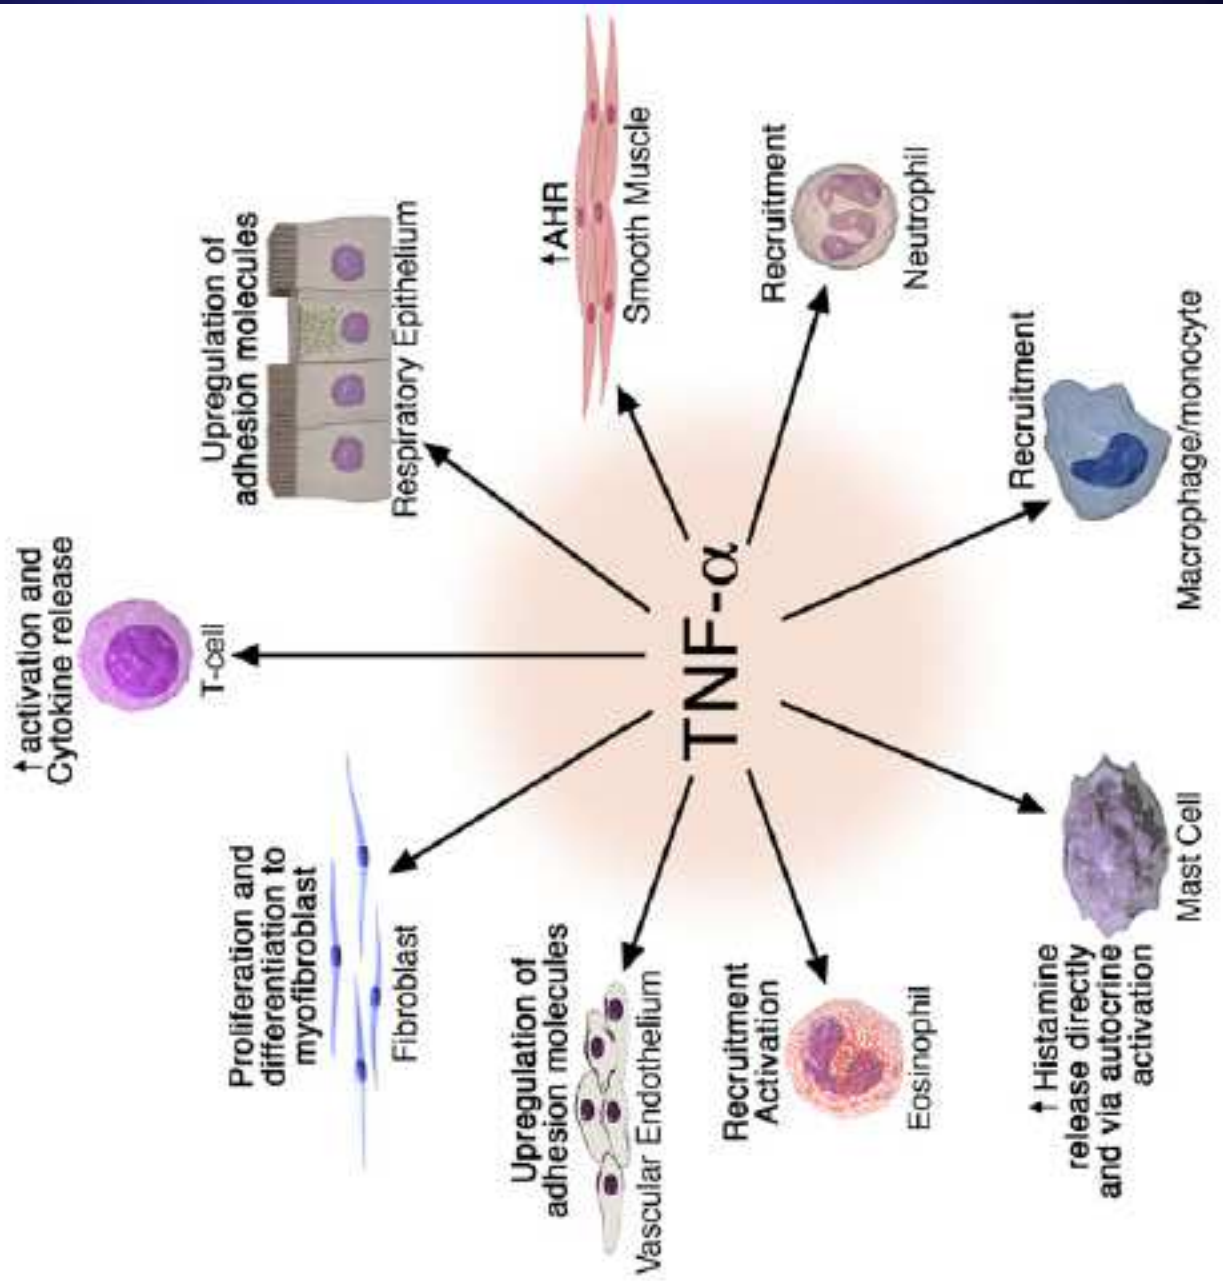 ↑activation and
Cytokine release
T-cell
Upregulation of
adhesion molecules
Respiratory Epithelium
↑AHR
Smooth Muscle
Recruitment
Neutrophil
Recruitment
Macrophage/monocyte
↑Histamine
release directly
and via autocrine
activation
Mast Cell
Recruitment
Activation
Eosinophil
Upregulation of
adhesion molecules
Vascular Endothelium
Proliferation and
differentiation to
myofibroblast
Fibroblast
TNF-α